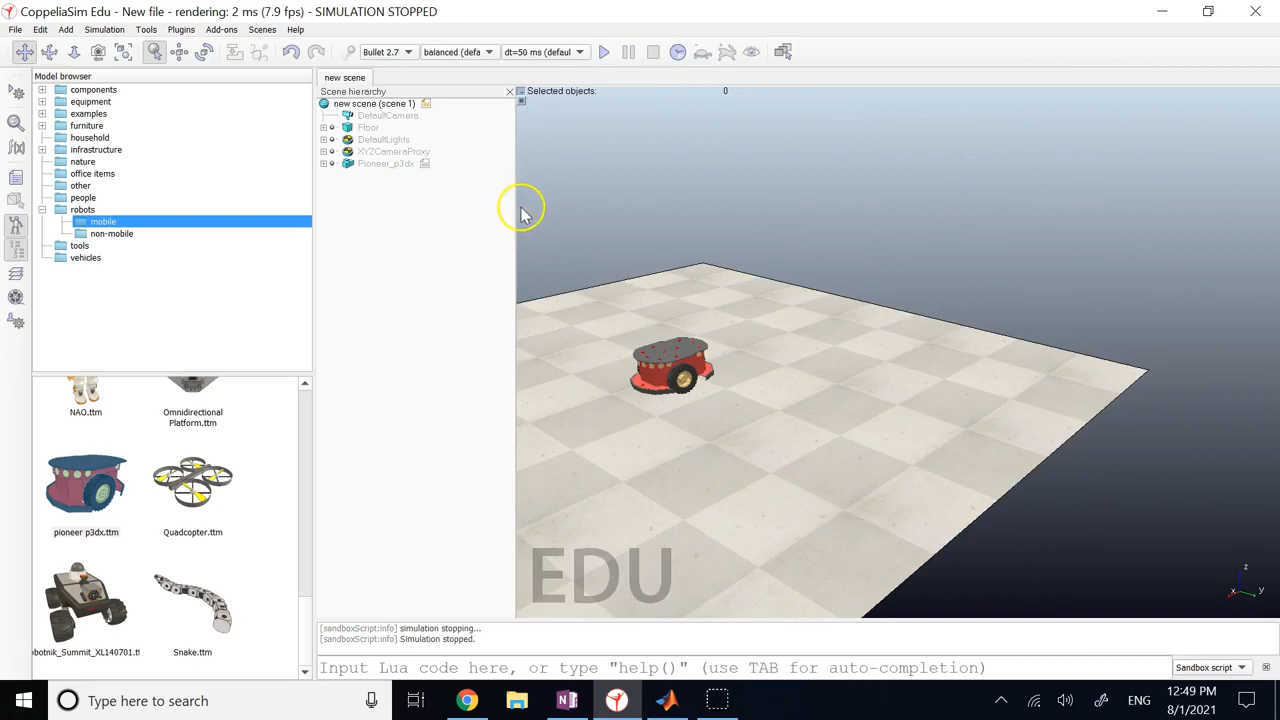 CoppeliaSim Edu - New file - rendering: 2 ms (7.9 fps) - SIMULATION STOPPED
File Edit Add Simulation Tools Plugins Add-ons Scenes Help
Bullet 2.7 balanced (defa dt=50 ms (defaul
Model browser
components
equipment
examples
furniture
household
infrastructure
nature
office items
other
people
robots
mobile
non-mobile
tools
vehicles
NAO.ttm
Omnidirectional
Platform.ttm
pioneer p3dx.ttm
Quadcopter.ttm
obotnik_Summit_XL140701.tt
Snake.ttm
new scene
Scene hierarchy
new scene (scene 1)
DefaultCamera
Floor
DefaultLights
XYZCameraProxy
Pioneer_p3dx
Selected objects: 0
EDU
z
x
y
[sandboxScript:info] simulation stopping...
[sandboxScript:info] Simulation stopped.
Input Lua code here, or type "help()" (use TAB for auto-completion)
Sandbox script
Type here to search
ENG
12:49 PM
8/1/2021